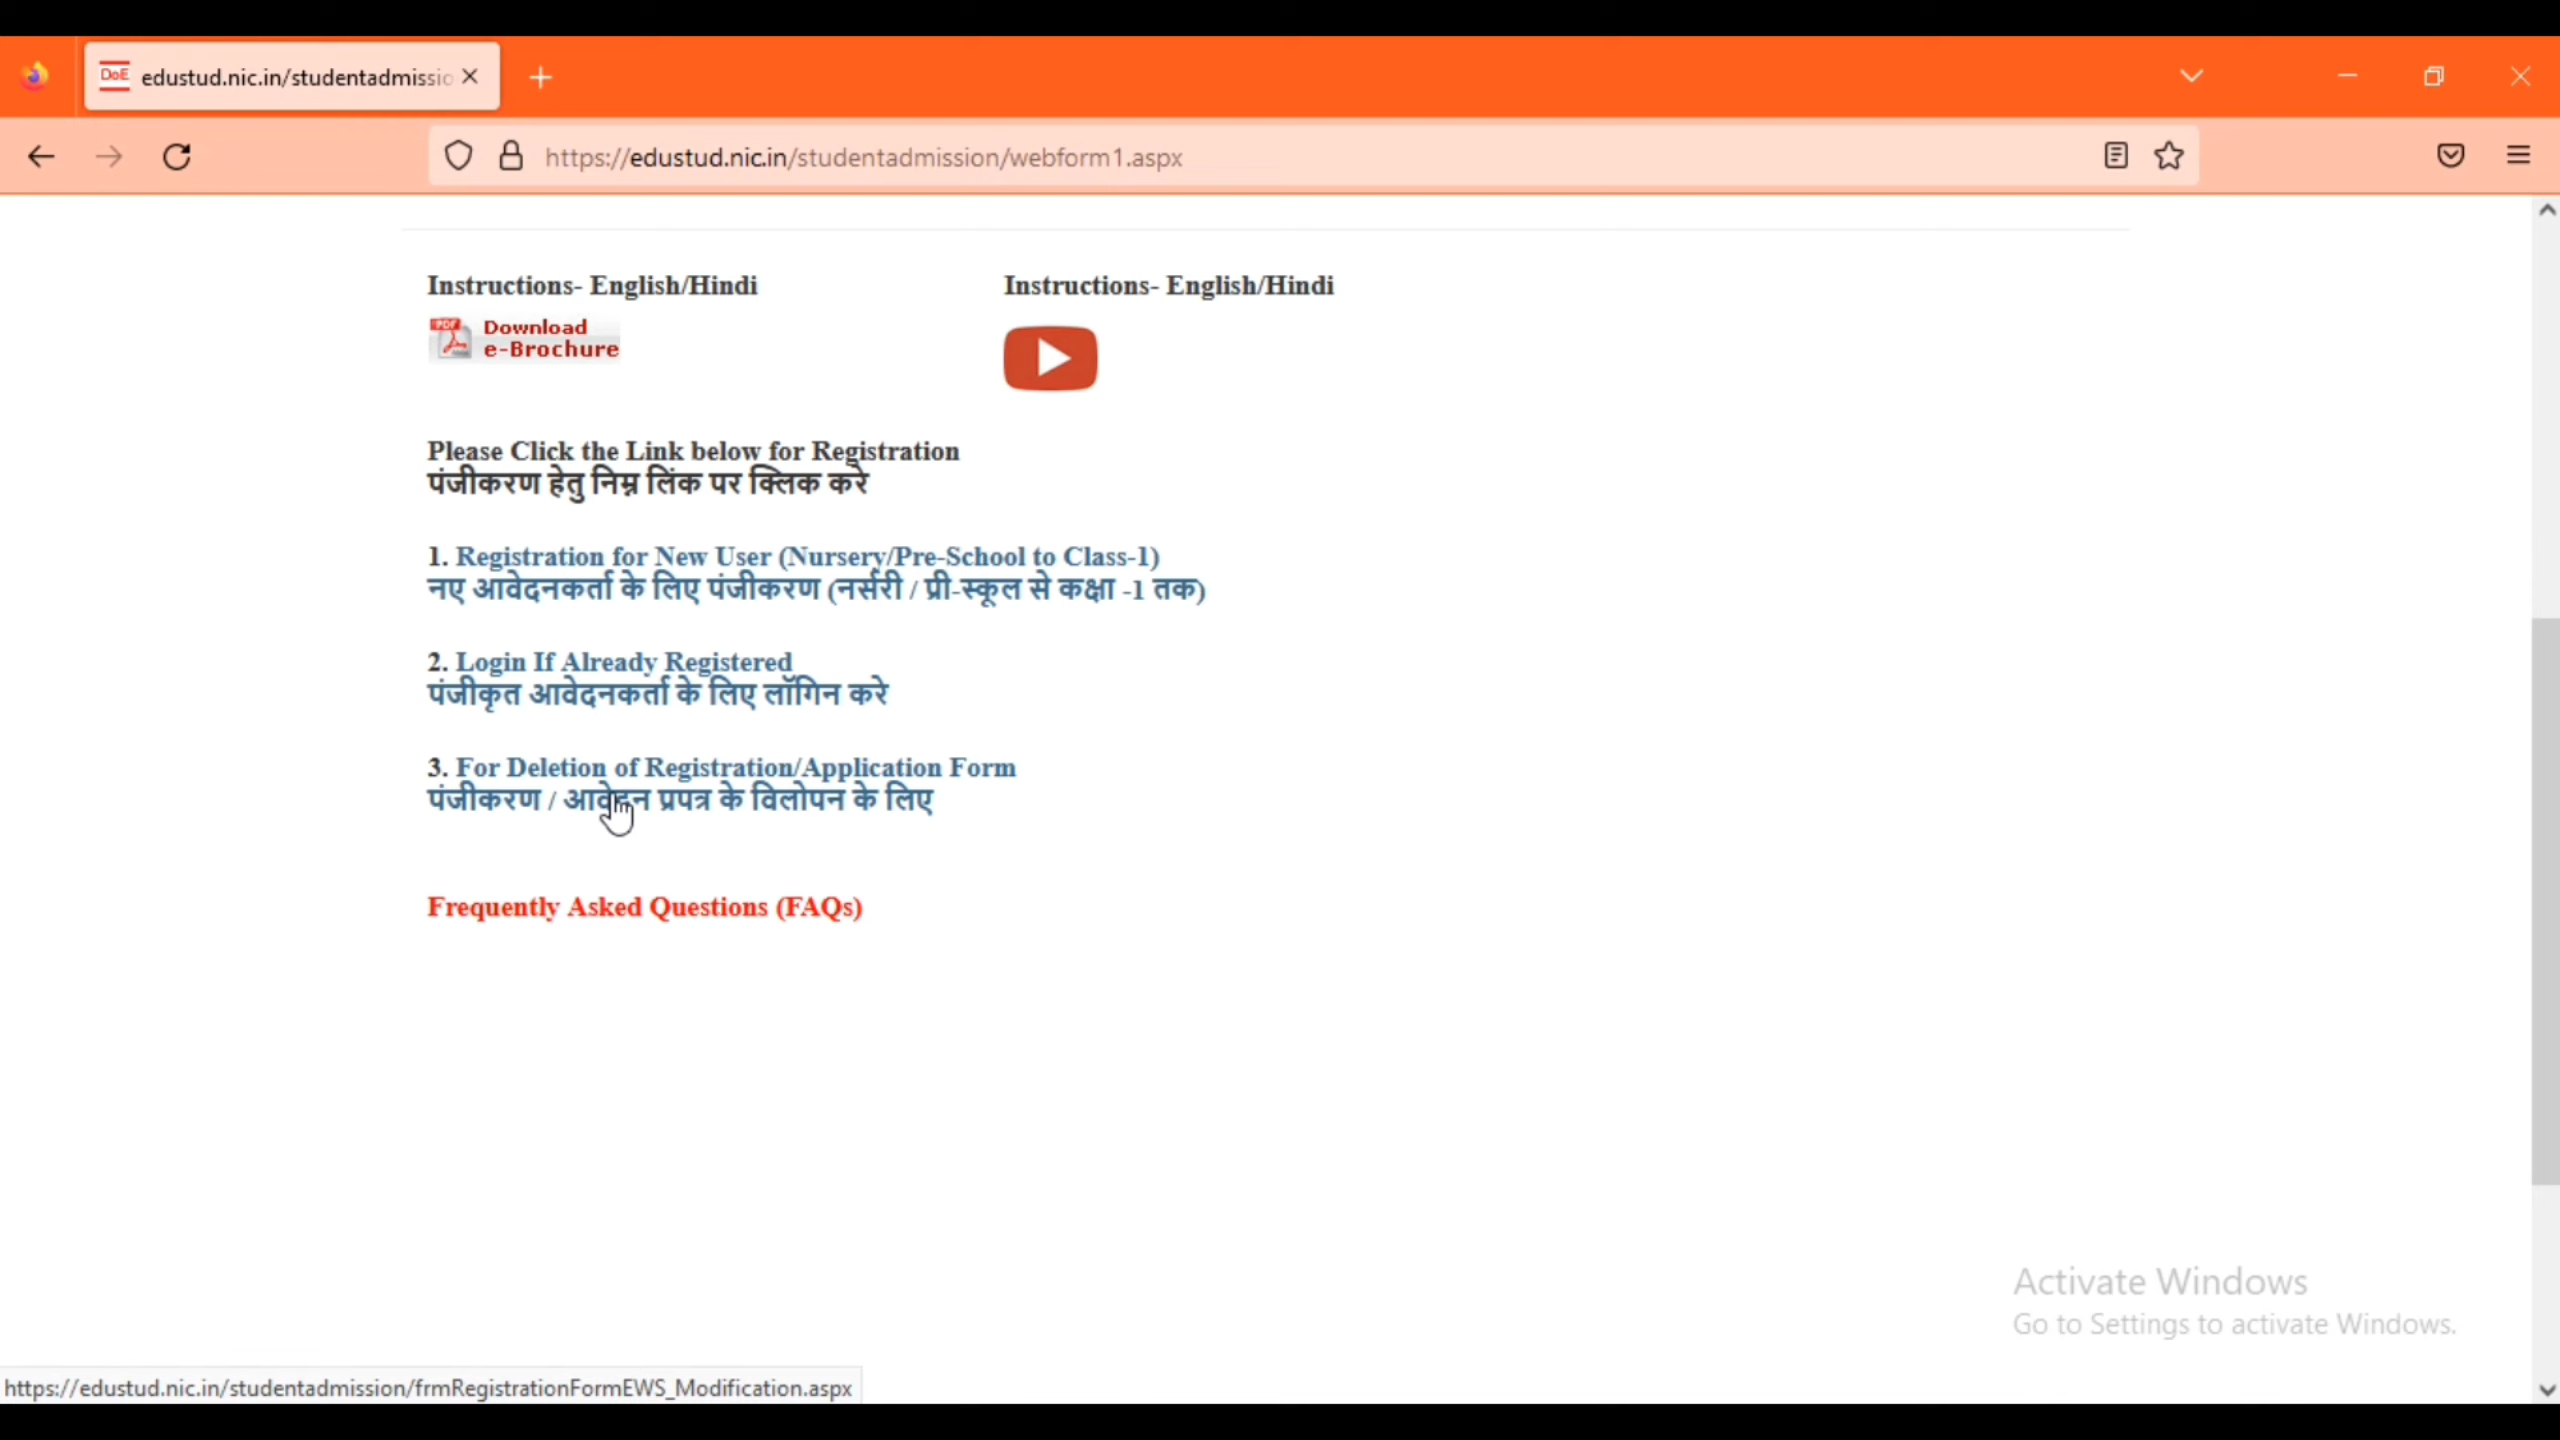 DoE edustud.nic.in/studentadmissio
https://edustud.nic.in/studentadmission/webform1.aspx
Instructions- English/Hindi
Instructions- English/Hindi
PDF Download
e-Brochure
Please Click the Link below for Registration
पंजीकरण हेतु निम्न लिंक पर क्लिक करे
1. Registration for New User (Nursery/Pre-School to Class-1)
नए आवेदनकर्ता के लिए पंजीकरण (नर्सरी / प्री-स्कूल से कक्षा -1 तक)
2. Login If Already Registered
पंजीकृत आवेदनकर्ता के लिए लॉगिन करे
3. For Deletion of Registration/Application Form
पंजीकरण / आवेदन प्रपत्र के विलोपन के लिए
Frequently Asked Questions (FAQs)
Activate Windows
Go to Settings to activate Windows.
https://edustud.nic.in/studentadmission/frmRegistrationFormEWS_Modification.aspx